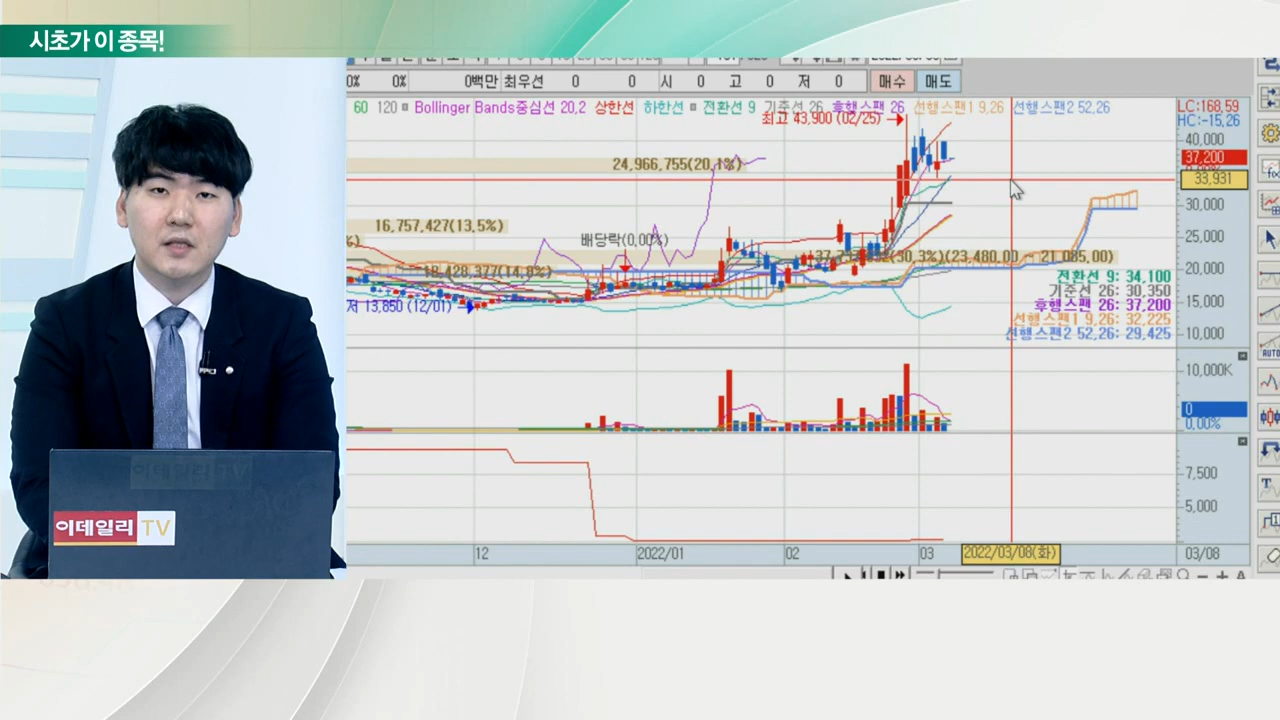 시초가 이 종목!
0% 0% 0백만 최우선 0 0 시 0 고 0 저 0 매수 매도
60 120 Bollinger Bands중심선 20,2 상한선 하한선 전환선 9 기준선 26 후행스팬 26 선행스팬1 9,26 선행스팬2 52,26
LC:168,59
HC:-15,26
최고 43,900 (02/25)
40,000
37,200
33,931
24,966,755(20,1%)
30,000
16,757,427(13,5%)
배당락(0,00%)
25,000
(30,3%)(23,480,00 - 21,085,00)
18,428,377(14,8%)
20,000
전환선 9: 34,100
기준선 26: 30,350
후행스팬 26: 37,200
선행스팬1 9,26: 32,225
선행스팬2 52,26: 29,425
저 13,850 (12/01)
15,000
10,000
10,000K
0
0,00%
7,500
5,000
12 2022/01 02 03 2022/03/08(화) 03/08
AUTO
이데일리 TV